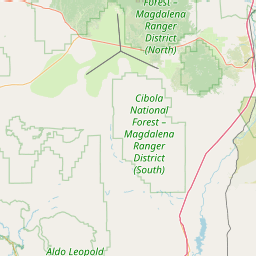 Forest –
Magdalena
Ranger
District
(North)
Cibola
National
Forest –
Magdalena
Ranger
District
(South)
Aldo Leopold